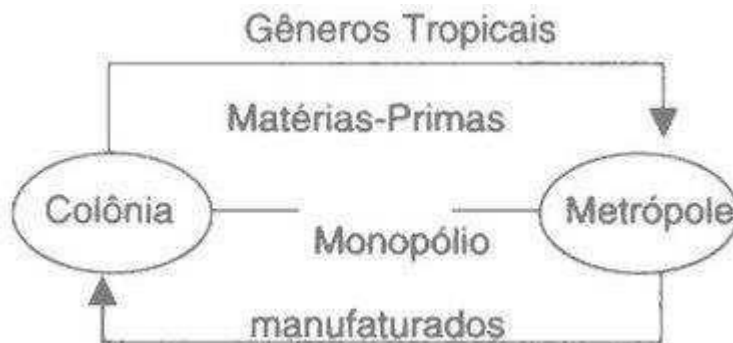 Gêneros Tropicais
Matérias-Primas
Colônia
Metrópole
Monopólio
manufaturados